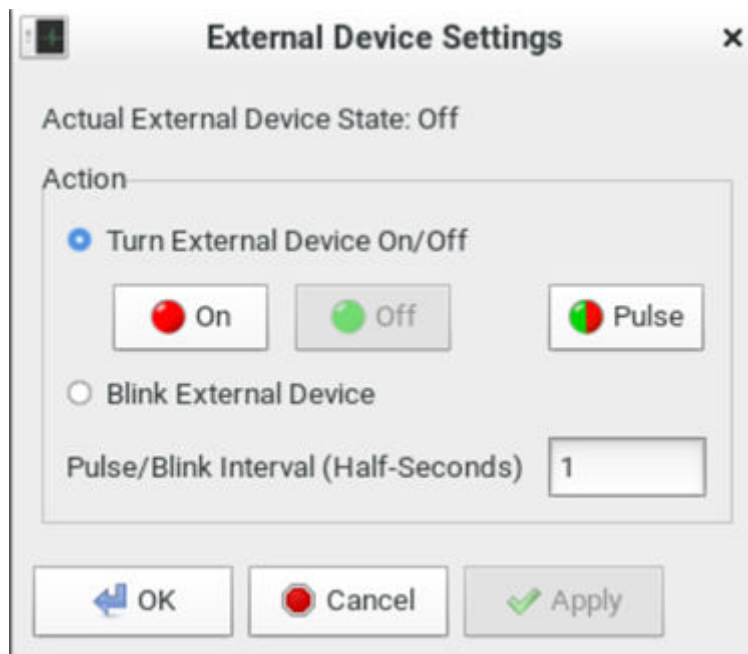 External Device Settings
Actual External Device State: Off
Action
Turn External Device On/Off
On Off Pulse
Blink External Device
Pulse/Blink Interval (Half-Seconds) 1
OK Cancel Apply